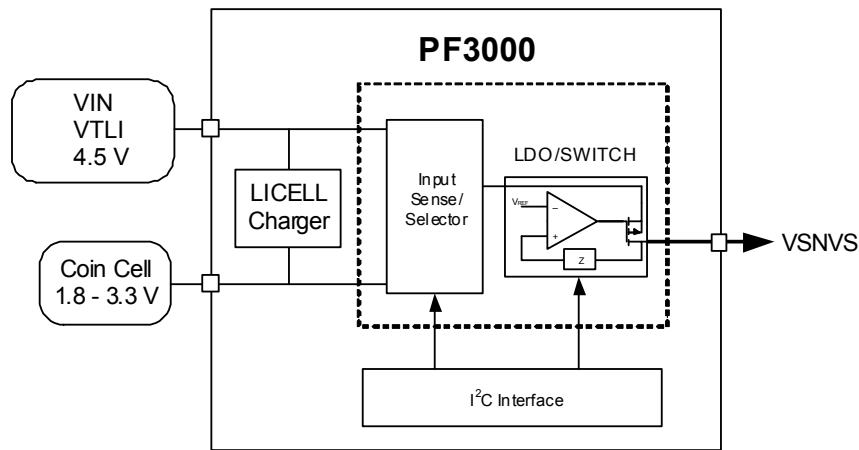 PF3000
VIN
VTLI
4.5 V
LICELL
Charger
Coin Cell
1.8 - 3.3 V
Input
Sense/
Selector
LDO/SWITCH
VREF
−
+
Z
VSNVS
I²C Interface